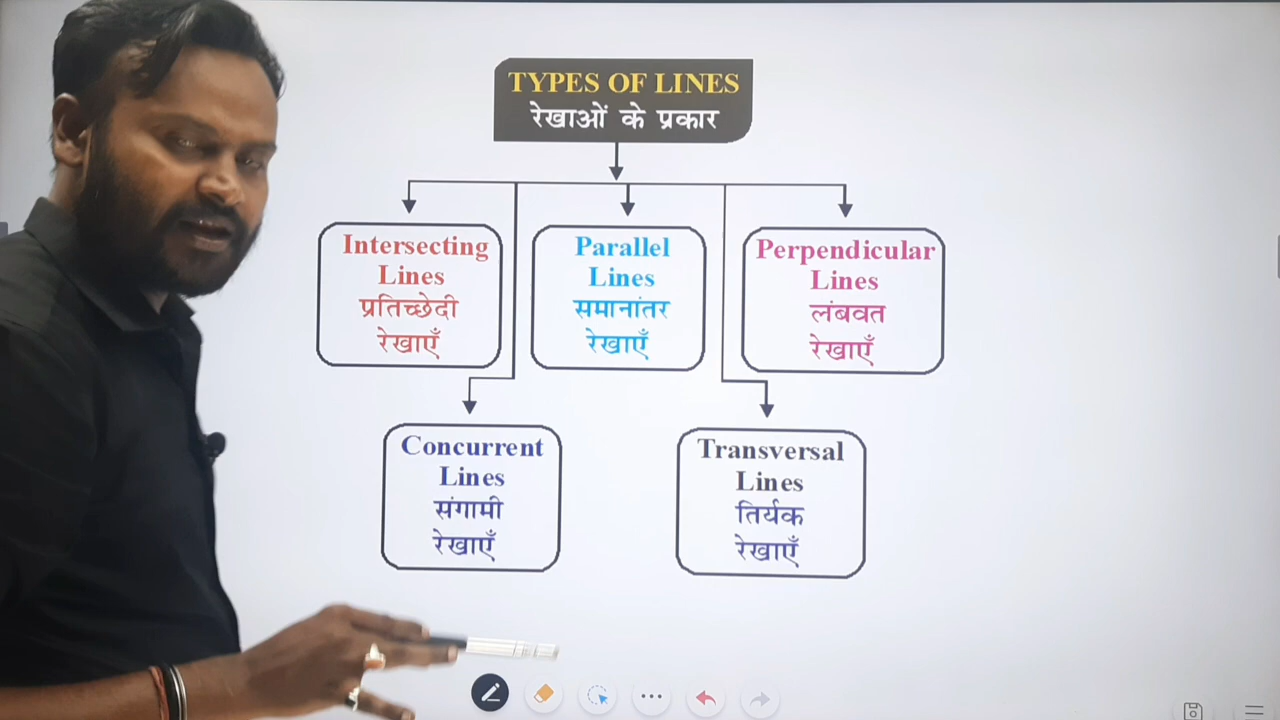 TYPES OF LINES
रेखाओं के प्रकार
Intersecting
Lines
प्रतिच्छेदी
रेखाएँ
Parallel
Lines
समानांतर
रेखाएँ
Perpendicular
Lines
लंबवत
रेखाएँ
Concurrent
Lines
संगामी
रेखाएँ
Transversal
Lines
तिर्यक
रेखाएँ